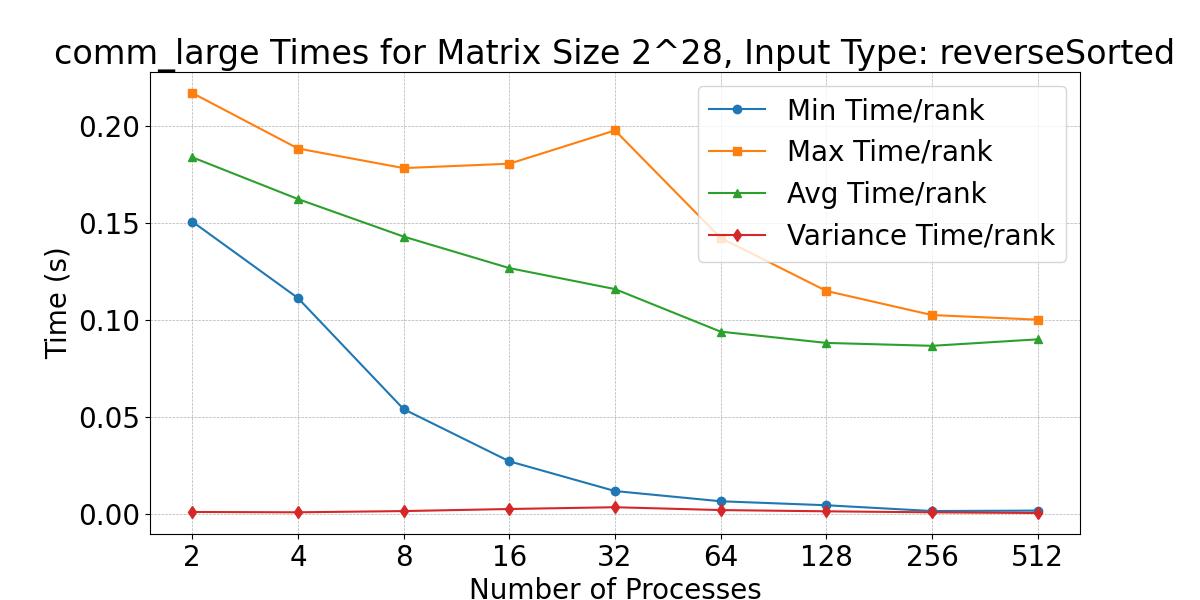 comm_large Times for Matrix Size 2^28, Input Type: reverseSorted
Min Time/rank
Max Time/rank
Avg Time/rank
Variance Time/rank
Time (s)
0.20
0.15
0.10
0.05
0.00
2 4 8 16 32 64 128 256 512
Number of Processes